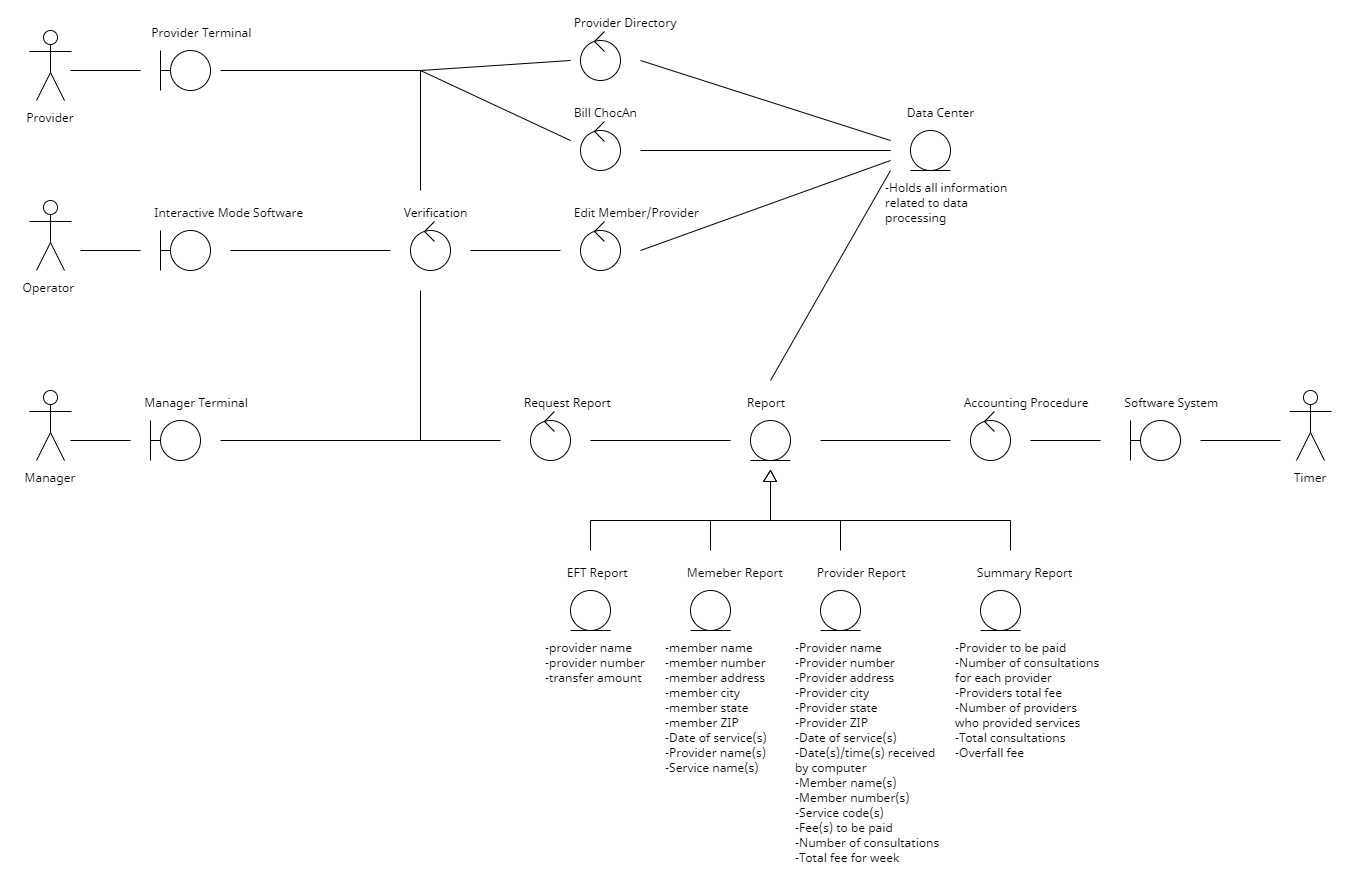 Provider Directory
Provider Terminal
Provider
Bill ChocAn
Data Center
-Holds all information
related to data
processing
Interactive Mode Software
Verification
Edit Member/Provider
Operator
Manager Terminal
Request Report
Report
Accounting Procedure
Software System
Manager
Timer
EFT Report
-provider name
-provider number
-transfer amount
Memeber Report
-member name
-member number
-member address
-member city
-member state
-member ZIP
-Date of service(s)
-Provider name(s)
-Service name(s)
Provider Report
-Provider name
-Provider number
-Provider address
-Provider city
-Provider state
-Provider ZIP
-Date of service(s)
-Date(s)/time(s) received
by computer
-Member name(s)
-Member number(s)
-Service code(s)
-Fee(s) to be paid
-Number of consultations
-Total fee for week
Summary Report
-Provider to be paid
-Number of consultations
for each provider
-Providers total fee
-Number of providers
who provided services
-Total consultations
-Overfall fee